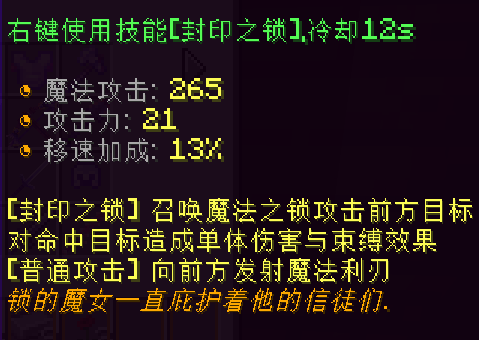 右键使用技能[封印之锁],冷却12s
魔法攻击: 265
攻击力: 21
移速加成: 13%
[封印之锁] 召唤魔法之锁攻击前方目标
对命中目标造成单体伤害与束缚效果
[普通攻击] 向前方发射魔法利刃
锁的魔女一直庇护着他的信徒们.